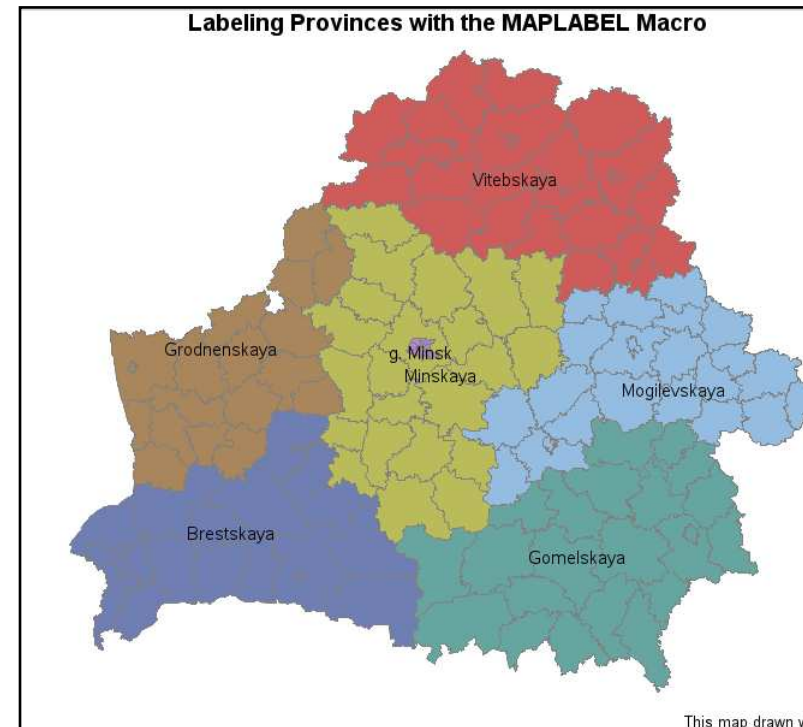 Labeling Provinces with the MAPLABEL Macro
Vitebskaya
Grodnenskaya
g. Minsk
Minskaya
Mogilevskaya
Brestskaya
Gomelskaya
This map drawn